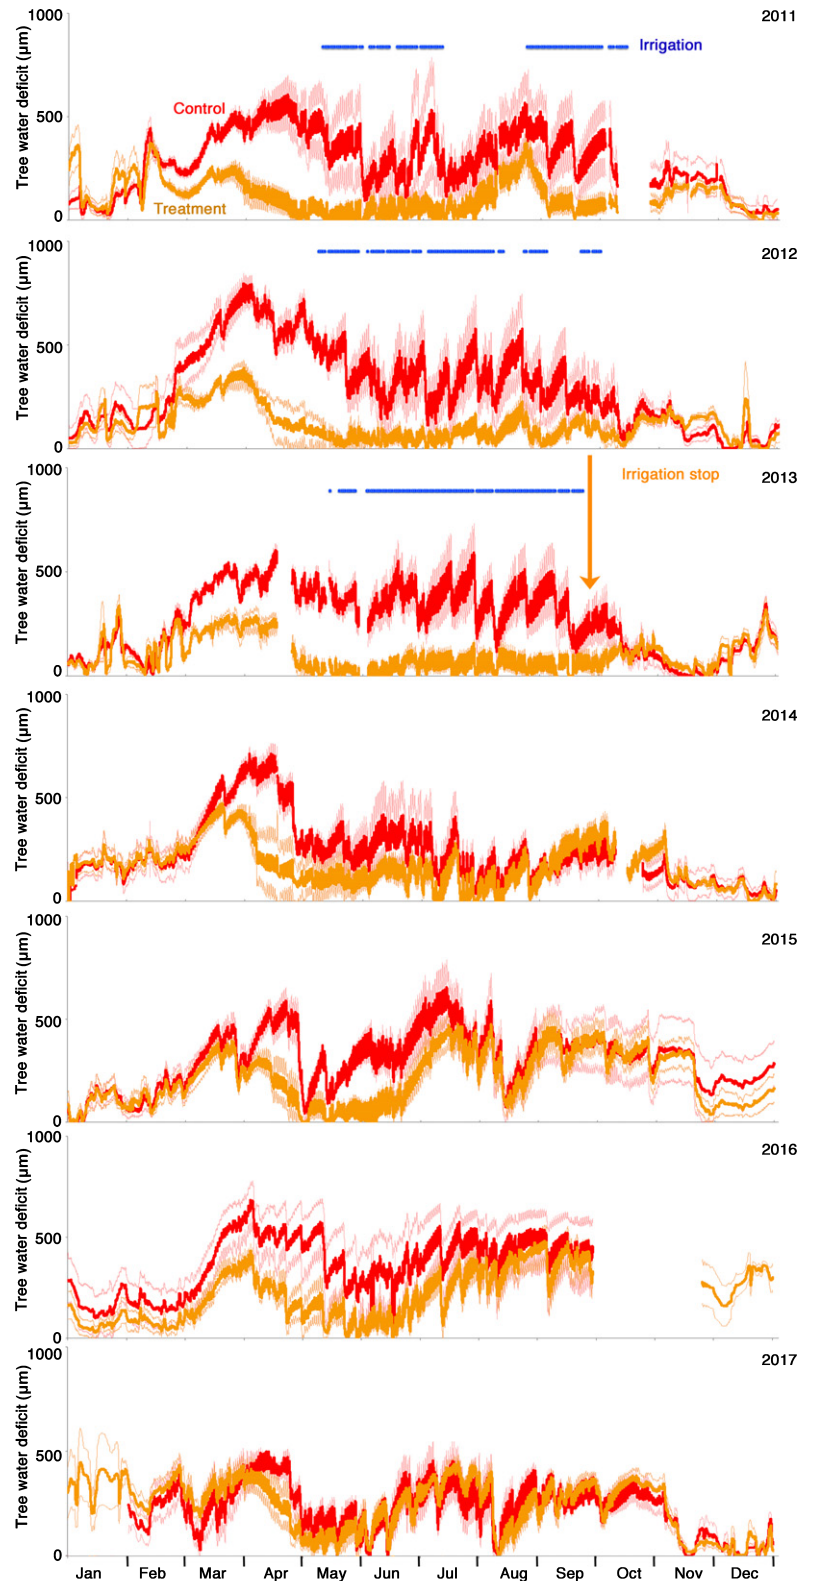 1000
2011
Irrigation
Control
500
Treatment
0
Tree water deficit (μm)
1000
2012
500
0
Tree water deficit (μm)
1000
Irrigation stop
2013
500
0
Tree water deficit (μm)
1000
2014
500
0
Tree water deficit (μm)
1000
2015
500
0
Tree water deficit (μm)
1000
2016
500
0
Tree water deficit (μm)
1000
2017
500
0
Tree water deficit (μm)
Jan Feb Mar Apr May Jun Jul Aug Sep Oct Nov Dec